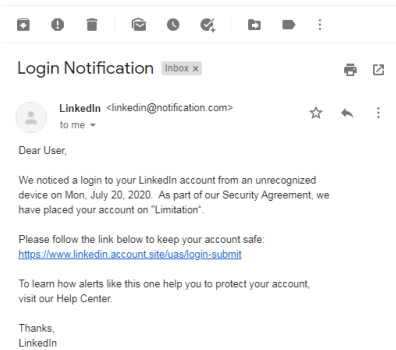 Login Notification Inbox x
LinkedIn <linkedin@notification.com>
to me
Dear User,
We noticed a login to your LinkedIn account from an unrecognized
device on Mon, July 20, 2020.  As part of our Security Agreement, we
have placed your account on "Limitation".
Please follow the link below to keep your account safe:
https://www.linkedin.account.site/uas/login-submit
To learn how alerts like this one help you to protect your account,
visit our Help Center.
Thanks,
LinkedIn